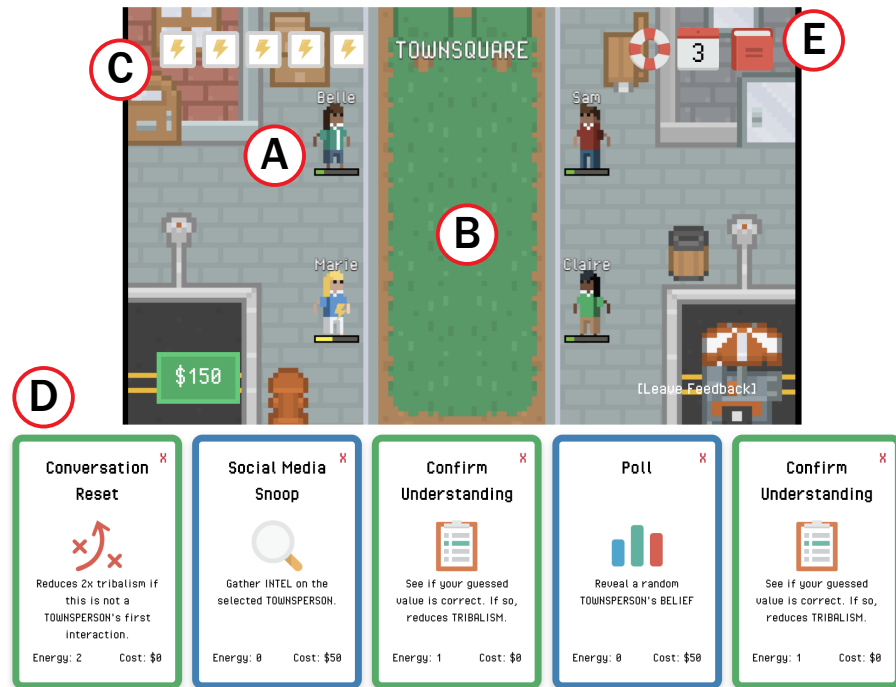 C
E
3
TOWNSQUARE
Belle
Sam
A
B
Marie
Claire
$150
[Leave Feedback]
D
X
Conversation
Reset
Reduces 2x tribalism if
this is not a
TOWNSPERSON's first
interaction.
Energy: 2 Cost: $0
X
Social Media
Snoop
Gather INTEL on the
selected TOWNSPERSON.
Energy: 0 Cost: $50
X
Confirm
Understanding
See if your guessed
value is correct. If so,
reduces TRIBALISM.
Energy: 1 Cost: $0
X
Poll
Reveal a random
TOWNSPERSON's BELIEF
Energy: 0 Cost: $50
X
Confirm
Understanding
See if your guessed
value is correct. If so,
reduces TRIBALISM.
Energy: 1 Cost: $0